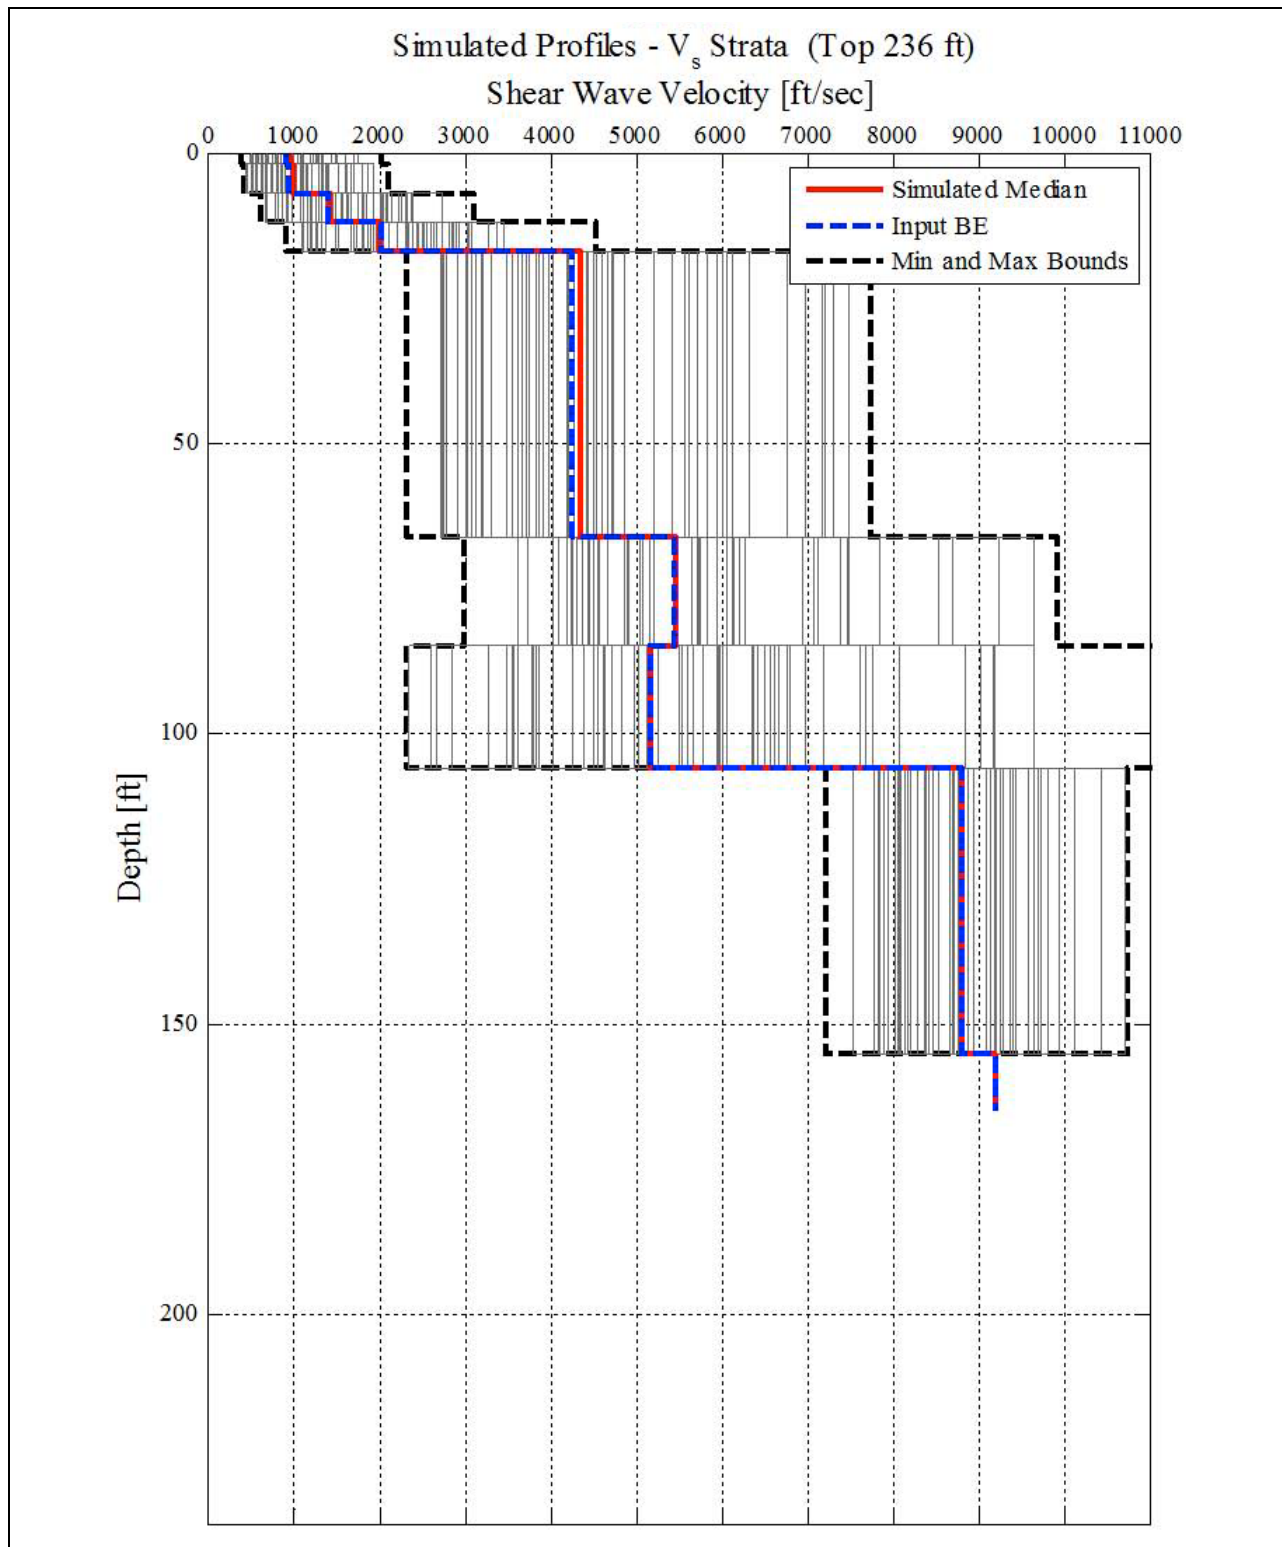 Simulated Profiles - Vs Strata (Top 236 ft)
Shear Wave Velocity [ft/sec]
0 1000 2000 3000 4000 5000 6000 7000 8000 9000 10000 11000
0
Simulated Median
Input BE
Min and Max Bounds
50
100
Depth [ft]
150
200